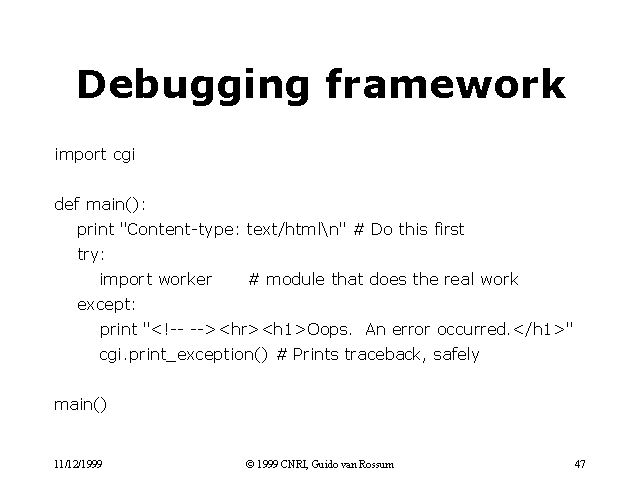 Debugging framework
import cgi
def main():
print "Content-type: text/html\n" # Do this first
try:
import worker # module that does the real work
except:
print "<!-- --><hr><h1>Oops. An error occurred.</h1>"
cgi.print_exception() # Prints traceback, safely
main()
11/12/1999
© 1999 CNRI, Guido van Rossum
47